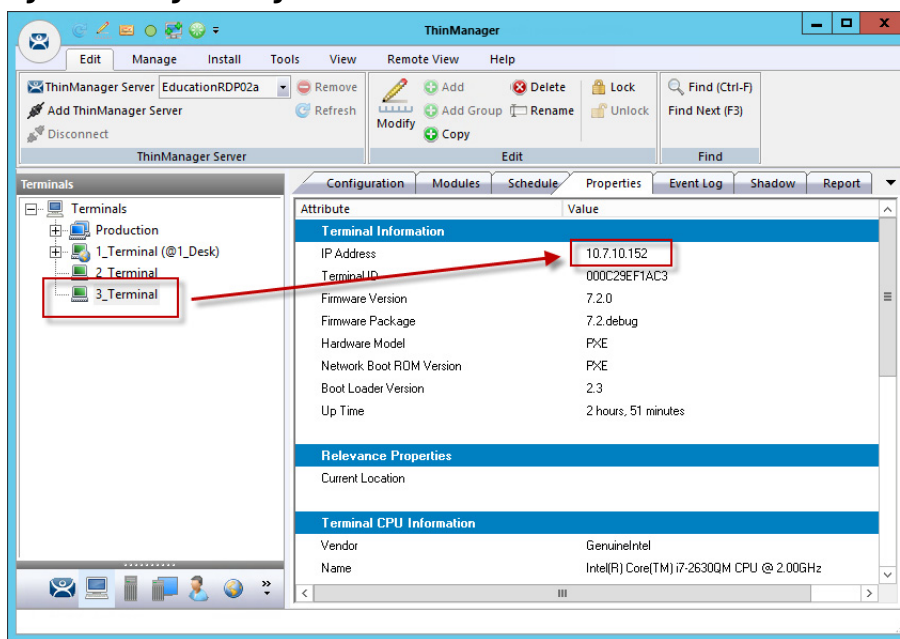 ThinManager
Edit Manage Install Tools View Remote View Help
ThinManager Server EducationRDP02a Remove Add Delete Lock Find (Ctrl-F)
Add ThinManager Server Refresh Modify Add Group Rename Unlock Find Next (F3)
Disconnect Copy
ThinManager Server Edit Find
Terminals Configuration Modules Schedule Properties Event Log Shadow Report
Terminals Attribute Value
Production Terminal Information
1_Terminal (@1_Desk) IP Address 10.7.10.152
2_Terminal Terminal ID 000C29EF1AC3
3_Terminal Firmware Version 7.2.0
Firmware Package 7.2.debug
Hardware Model PXE
Network Boot ROM Version PXE
Boot Loader Version 2.3
Up Time 2 hours, 51 minutes
Relevance Properties
Current Location
Terminal CPU Information
Vendor GenuineIntel
Name Intel(R) Core(TM) i7-2630QM CPU @ 2.00GHz